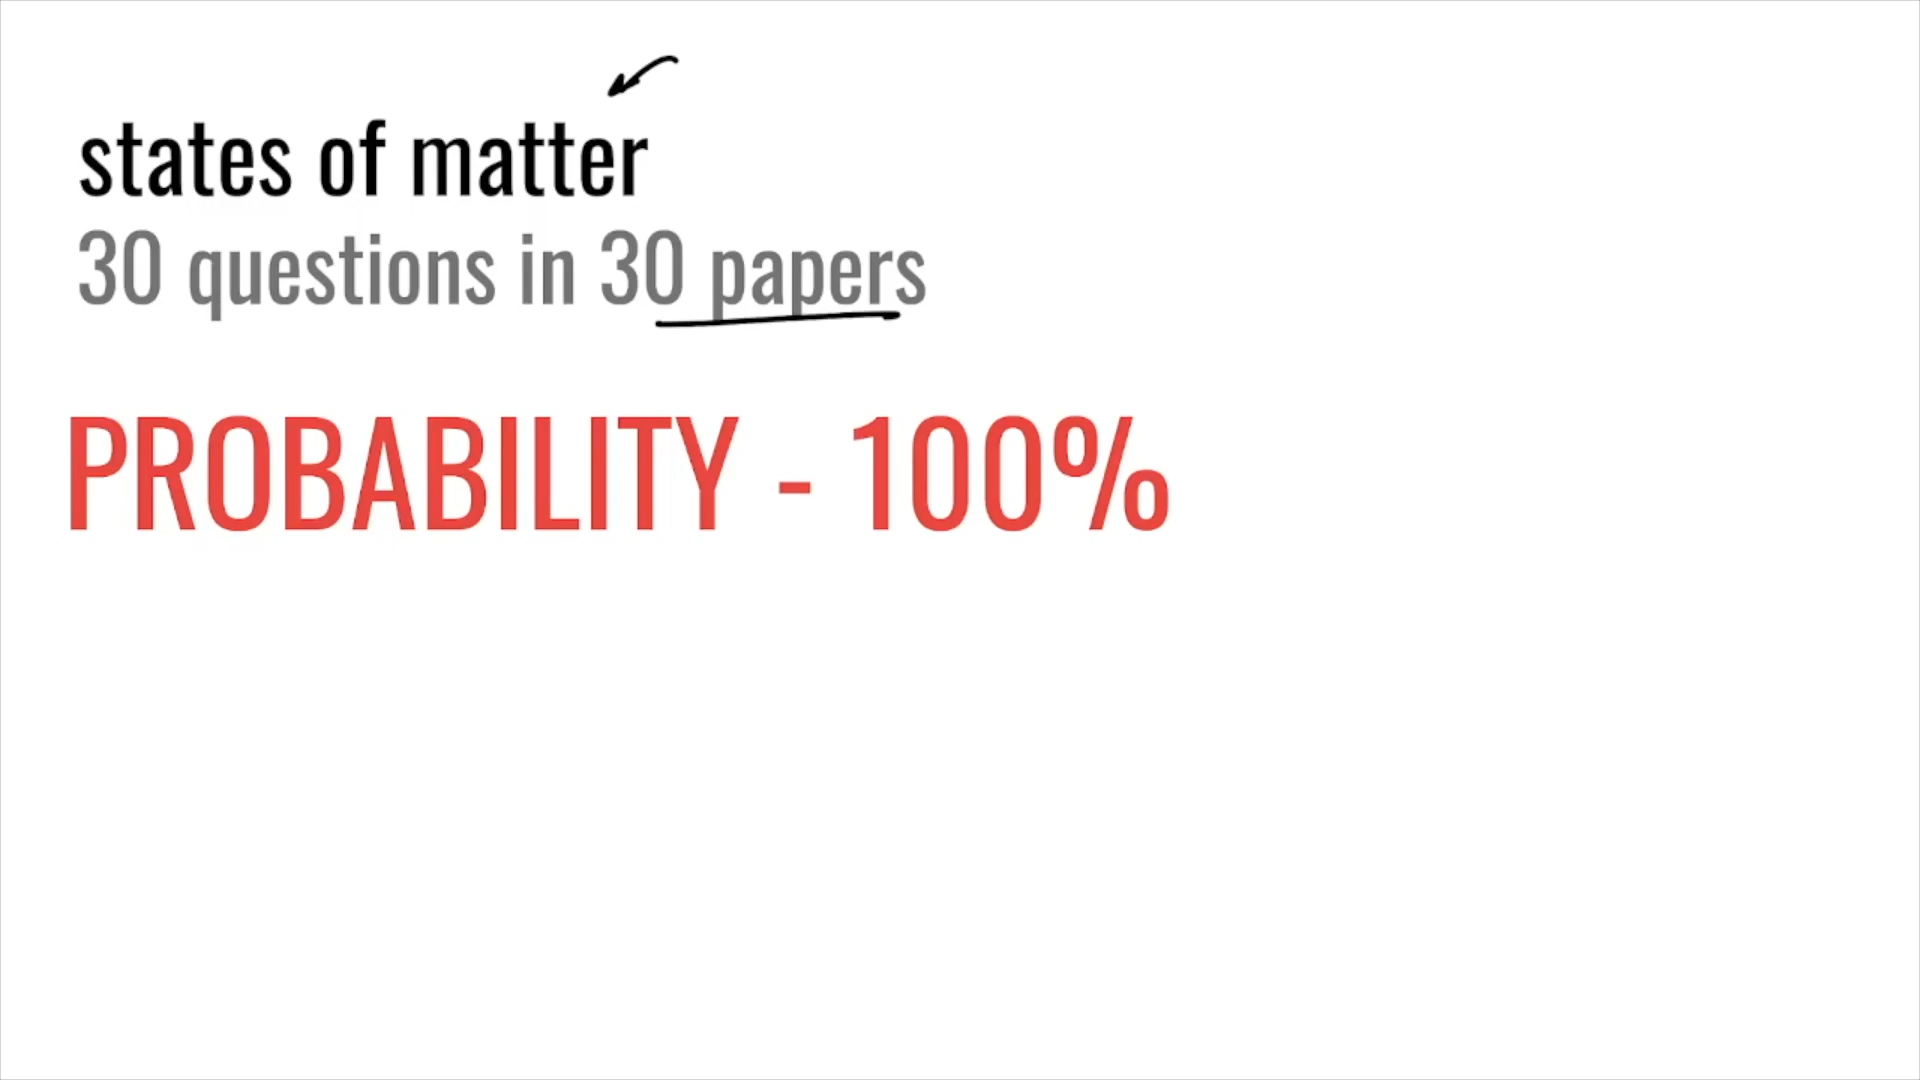 states of matter
30 questions in 30 papers
PROBABILITY - 100%